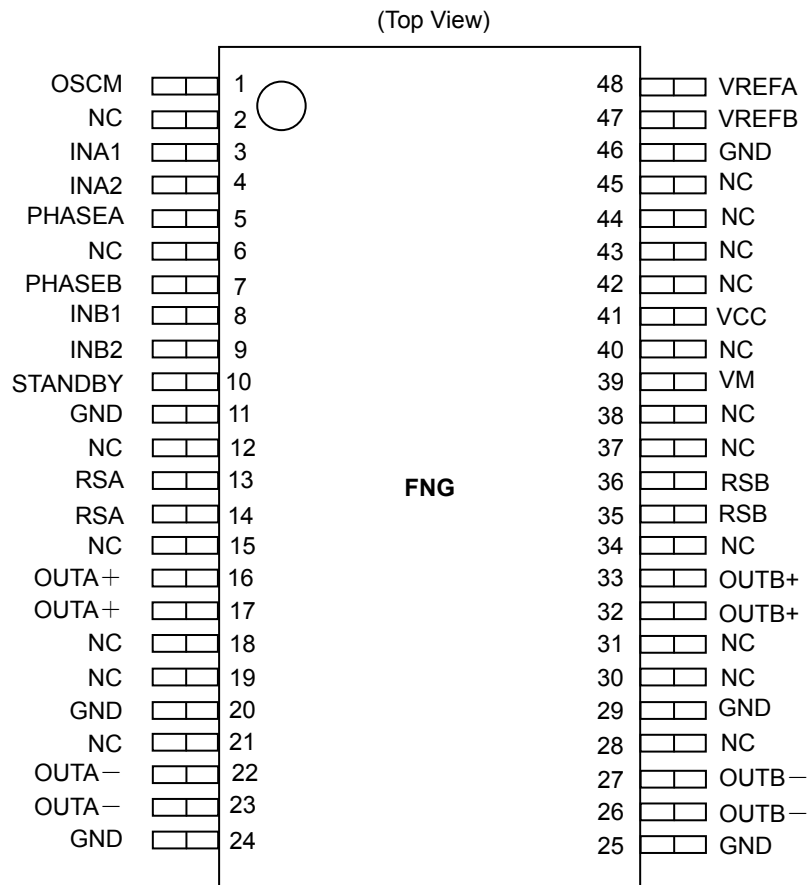 (Top View)
OSCM 1 48 VREFA
NC 2 47 VREFB
INA1 3 46 GND
INA2 4 45 NC
PHASEA 5 44 NC
NC 6 43 NC
PHASEB 7 42 NC
INB1 8 41 VCC
INB2 9 40 NC
STANDBY 10 39 VM
GND 11 38 NC
NC 12 37 NC
RSA 13 36 RSB
FNG
RSA 14 35 RSB
NC 15 34 NC
OUTA+ 16 33 OUTB+
OUTA+ 17 32 OUTB+
NC 18 31 NC
NC 19 30 NC
GND 20 29 GND
NC 21 28 NC
OUTA− 22 27 OUTB−
OUTA− 23 26 OUTB−
GND 24 25 GND